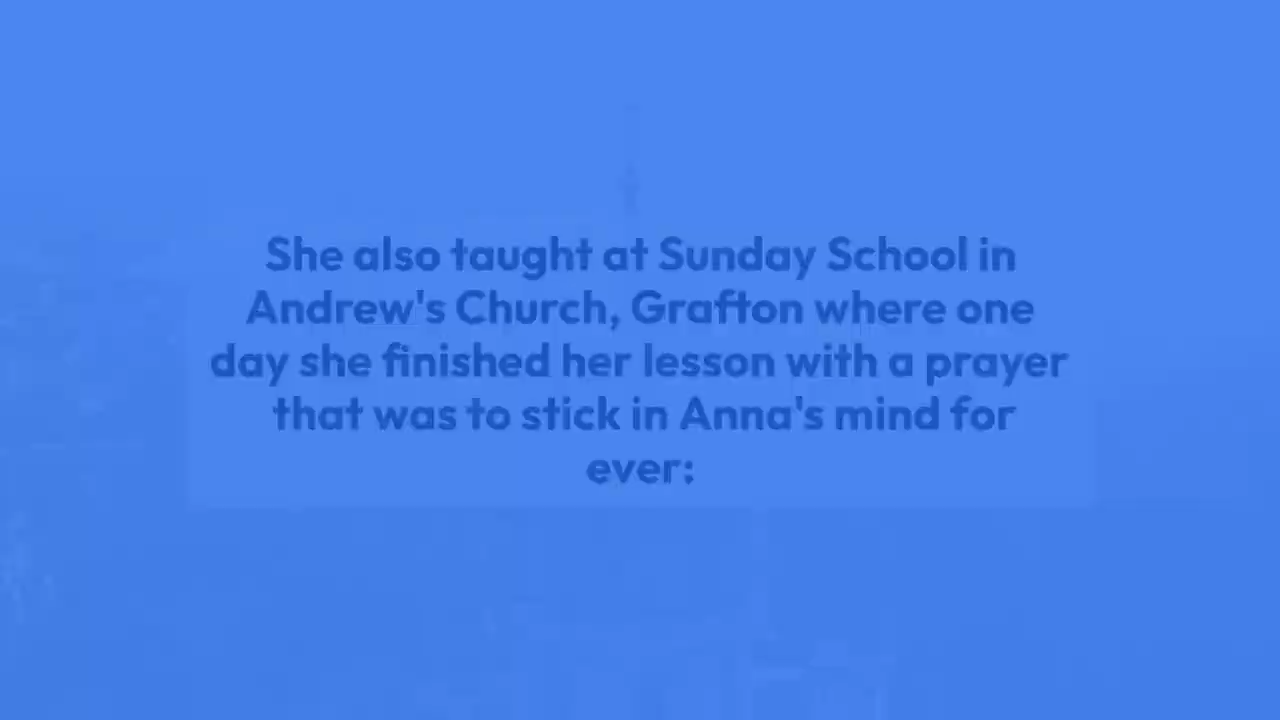 She also taught at Sunday School in
Andrew's Church, Grafton where one
day she finished her lesson with a prayer
that was to stick in Anna's mind for
ever: